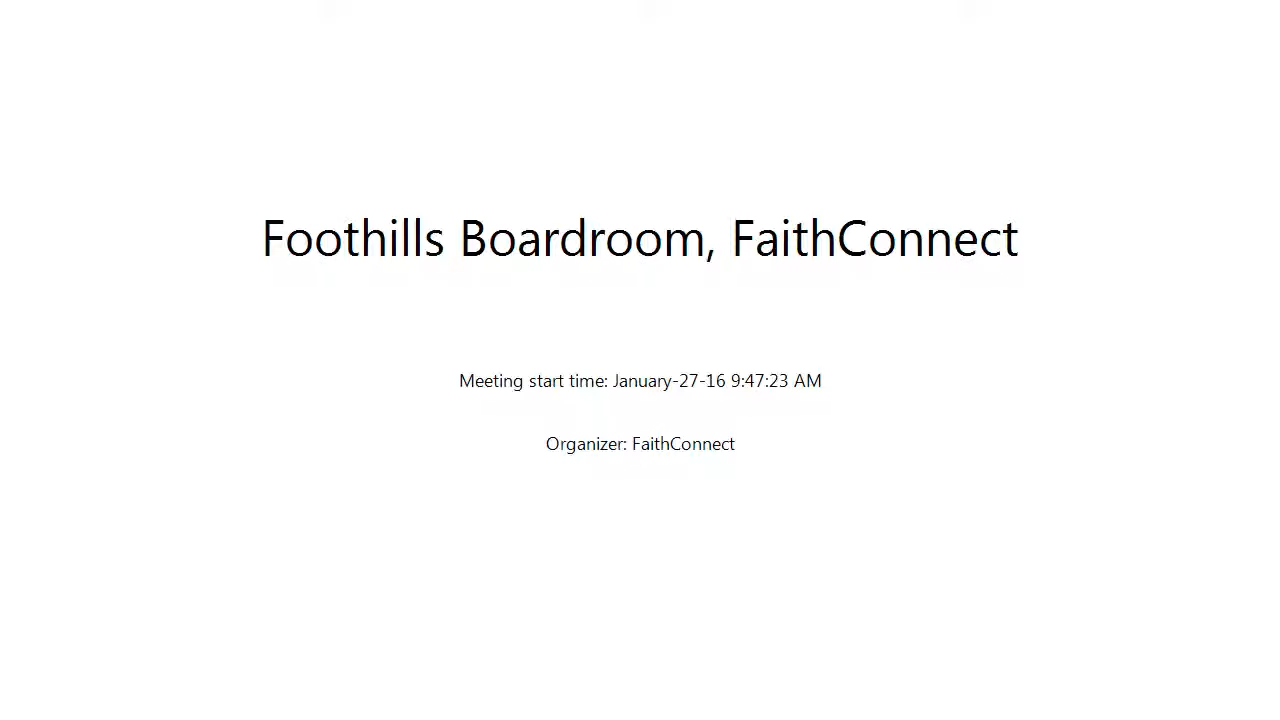 Foothills Boardroom, FaithConnect
Meeting start time: January-27-16 9:47:23 AM
Organizer: FaithConnect